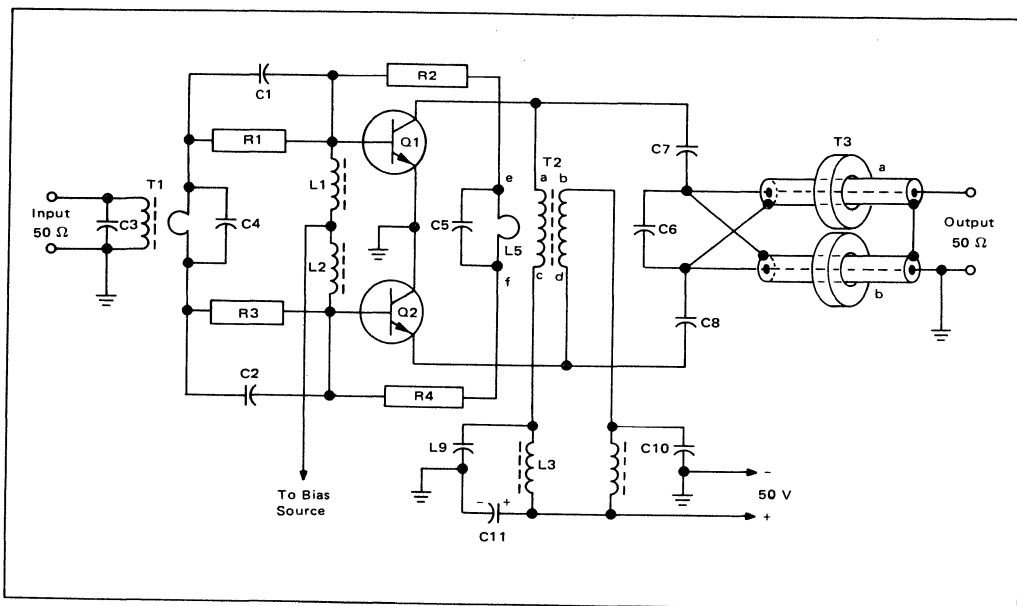 C1
R2
R1
Q1
C7
T3
a
T2
a b
e
T1
L1
Input
50 Ω
C3
C4
C5
L5
C6
Output
50 Ω
L2
c d
f
b
R3
Q2
C8
C2
R4
L9
L3
C10
−
50 V
+
To Bias
Source
− +
C11